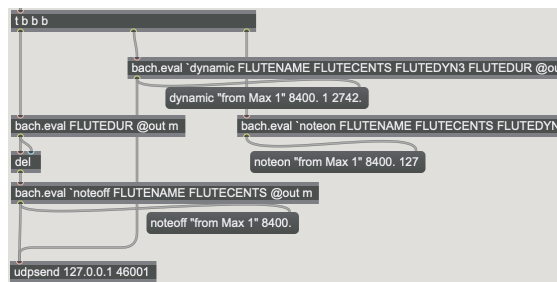 t b b b
bach.eval `dynamic FLUTENAME FLUTECENTS FLUTEDYN3 FLUTEDUR @ou
dynamic "from Max 1" 8400. 1 2742.
bach.eval FLUTEDUR @out m
bach.eval `noteon FLUTENAME FLUTECENTS FLUTEDYN
del
noteon "from Max 1" 8400. 127
bach.eval `noteoff FLUTENAME FLUTECENTS @out m
noteoff "from Max 1" 8400.
udpsend 127.0.0.1 46001